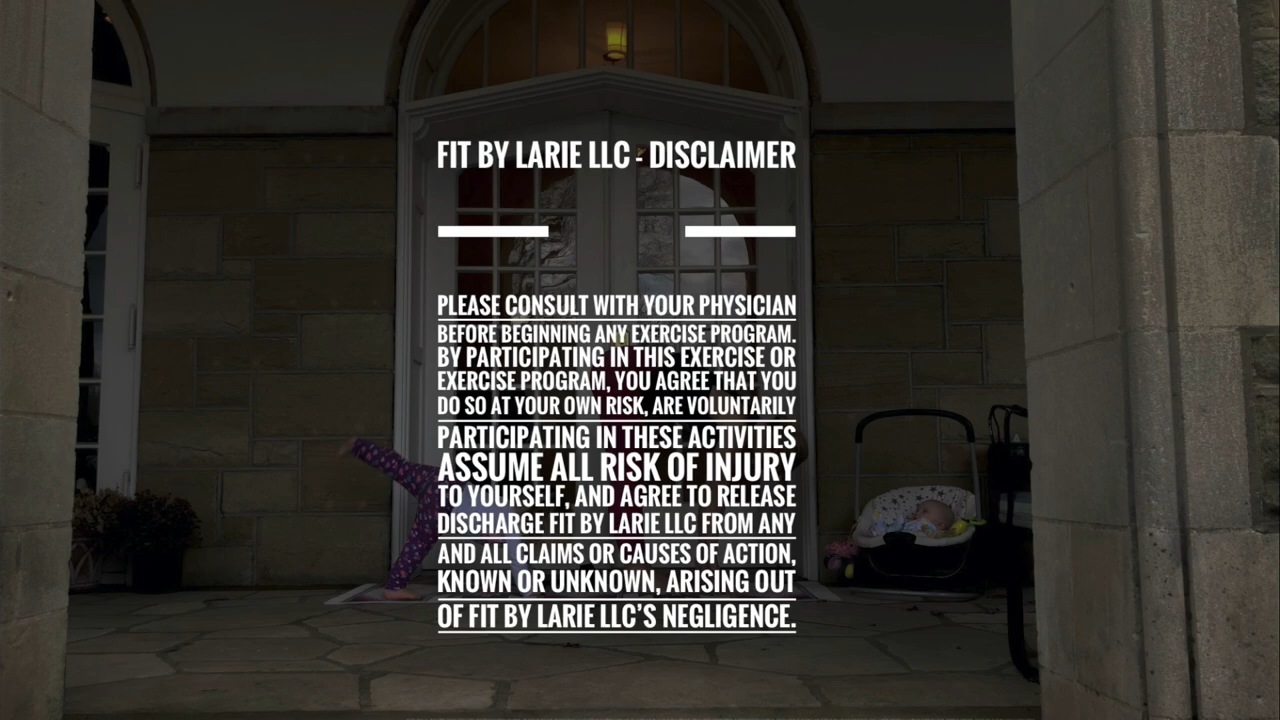 FIT BY LARIE LLC - DISCLAIMER
PLEASE CONSULT WITH YOUR PHYSICIAN
BEFORE BEGINNING ANY EXERCISE PROGRAM.
BY PARTICIPATING IN THIS EXERCISE OR
EXERCISE PROGRAM, YOU AGREE THAT YOU
DO SO AT YOUR OWN RISK, ARE VOLUNTARILY
PARTICIPATING IN THESE ACTIVITIES
ASSUME ALL RISK OF INJURY
TO YOURSELF, AND AGREE TO RELEASE
DISCHARGE FIT BY LARIE LLC FROM ANY
AND ALL CLAIMS OR CAUSES OF ACTION,
KNOWN OR UNKNOWN, ARISING OUT
OF FIT BY LARIE LLC'S NEGLIGENCE.